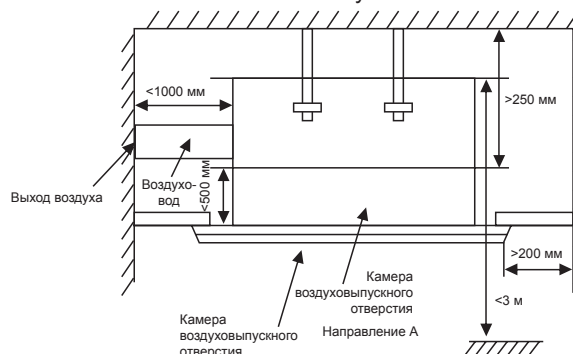 <1000 мм
>250 мм
Выход воздуха
Воздухо-
вод
<500 мм
>200 мм
Камера
воздуховыпускного
отверстия
<3 м
Направление А
Камера
воздуховыпускного
отверстия